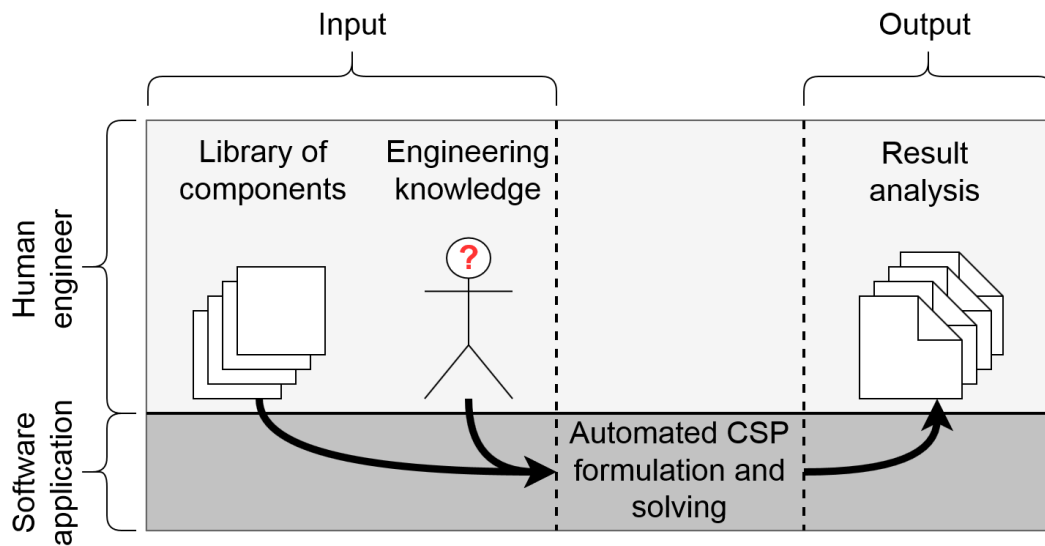 Input
Output
Library of
components
Engineering
knowledge
Result
analysis
Human
engineer
?
Software
application
Automated CSP
formulation and
solving